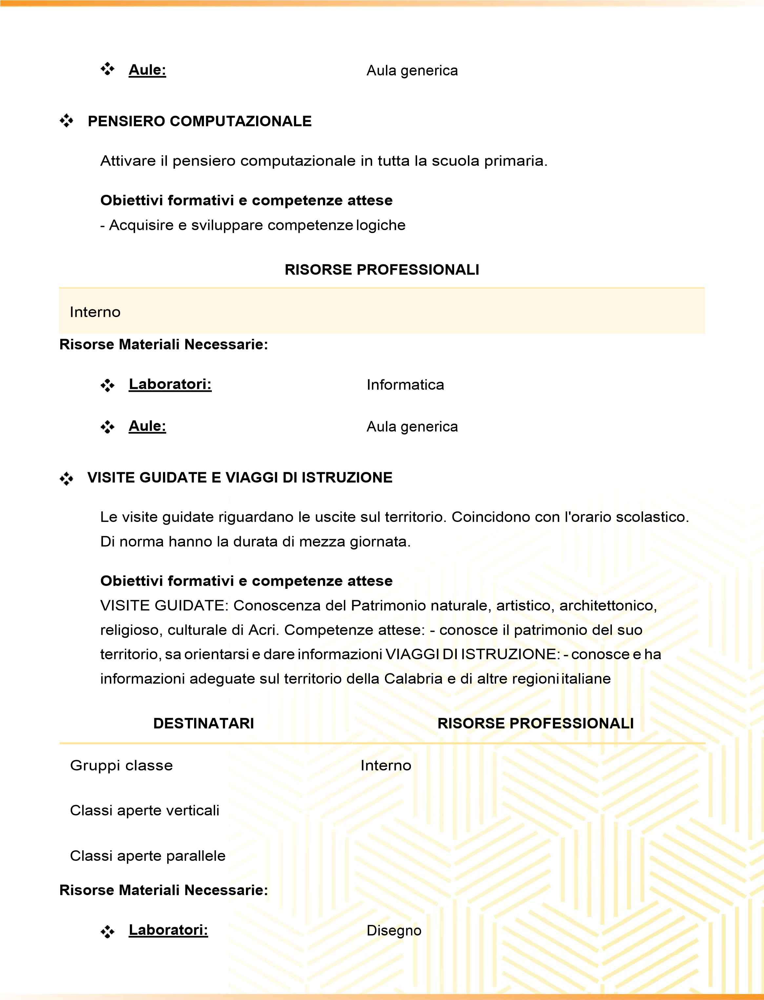 ❖ Aule: Aula generica
❖ PENSIERO COMPUTAZIONALE
Attivare il pensiero computazionale in tutta la scuola primaria.
Obiettivi formativi e competenze attese
- Acquisire e sviluppare competenze logiche
RISORSE PROFESSIONALI
Interno
Risorse Materiali Necessarie:
❖ Laboratori: Informatica
❖ Aule: Aula generica
❖ VISITE GUIDATE E VIAGGI DI ISTRUZIONE
Le visite guidate riguardano le uscite sul territorio. Coincidono con l'orario scolastico.
Di norma hanno la durata di mezza giornata.
Obiettivi formativi e competenze attese
VISITE GUIDATE: Conoscenza del Patrimonio naturale, artistico, architettonico,
religioso, culturale di Acri. Competenze attese: - conosce il patrimonio del suo
territorio, sa orientarsi e dare informazioni VIAGGI DI ISTRUZIONE: - conosce e ha
informazioni adeguate sul territorio della Calabria e di altre regioni italiane
DESTINATARI RISORSE PROFESSIONALI
Gruppi classe Interno
Classi aperte verticali
Classi aperte parallele
Risorse Materiali Necessarie:
❖ Laboratori: Disegno